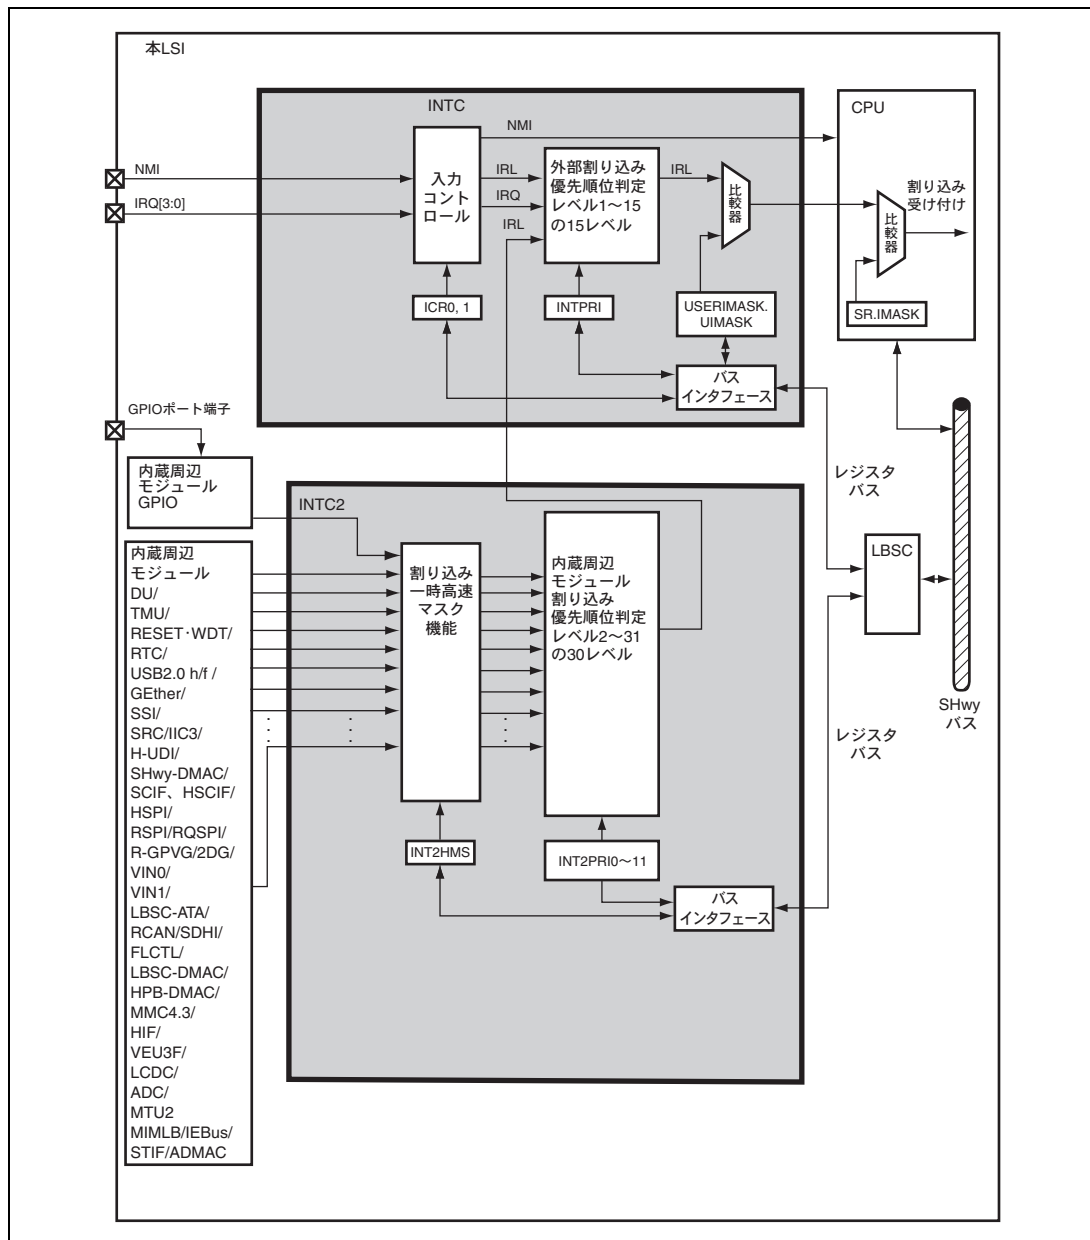 本LSI
INTC
CPU
NMI
NMI
IRQ[3:0]
入力
コント
ロール
IRL
IRQ
IRL
外部割り込み
優先順位判定
レベル1～15
の15レベル
IRL
比較器
割り込み
受け付け
比較器
ICR0, 1
INTPRI
USERIMASK.
UIMASK
SR.IMASK
バス
インタフェース
GPIOポート端子
内蔵周辺
モジュール
GPIO
レジスタ
バス
INTC2
LBSC
内蔵周辺
モジュール
DU/
TMU/
RESET･WDT/
RTC/
USB2.0 h/f /
GEther/
SSI/
SRC/IIC3/
H-UDI/
SHwy-DMAC/
SCIF、HSCIF/
HSPI/
RSPI/RQSPI/
R-GPVG/2DG/
VIN0/
VIN1/
LBSC-ATA/
RCAN/SDHI/
FLCTL/
LBSC-DMAC/
HPB-DMAC/
MMC4.3/
HIF/
VEU3F/
LCDC/
ADC/
MTU2
MIMLB/IEBus/
STIF/ADMAC
割り込み
一時高速
マスク
機能
内蔵周辺
モジュール
割り込み
優先順位判定
レベル2～31
の30レベル
SHwy
バス
レジスタ
バス
INT2HMS
INT2PRI0～11
バス
インタフェース